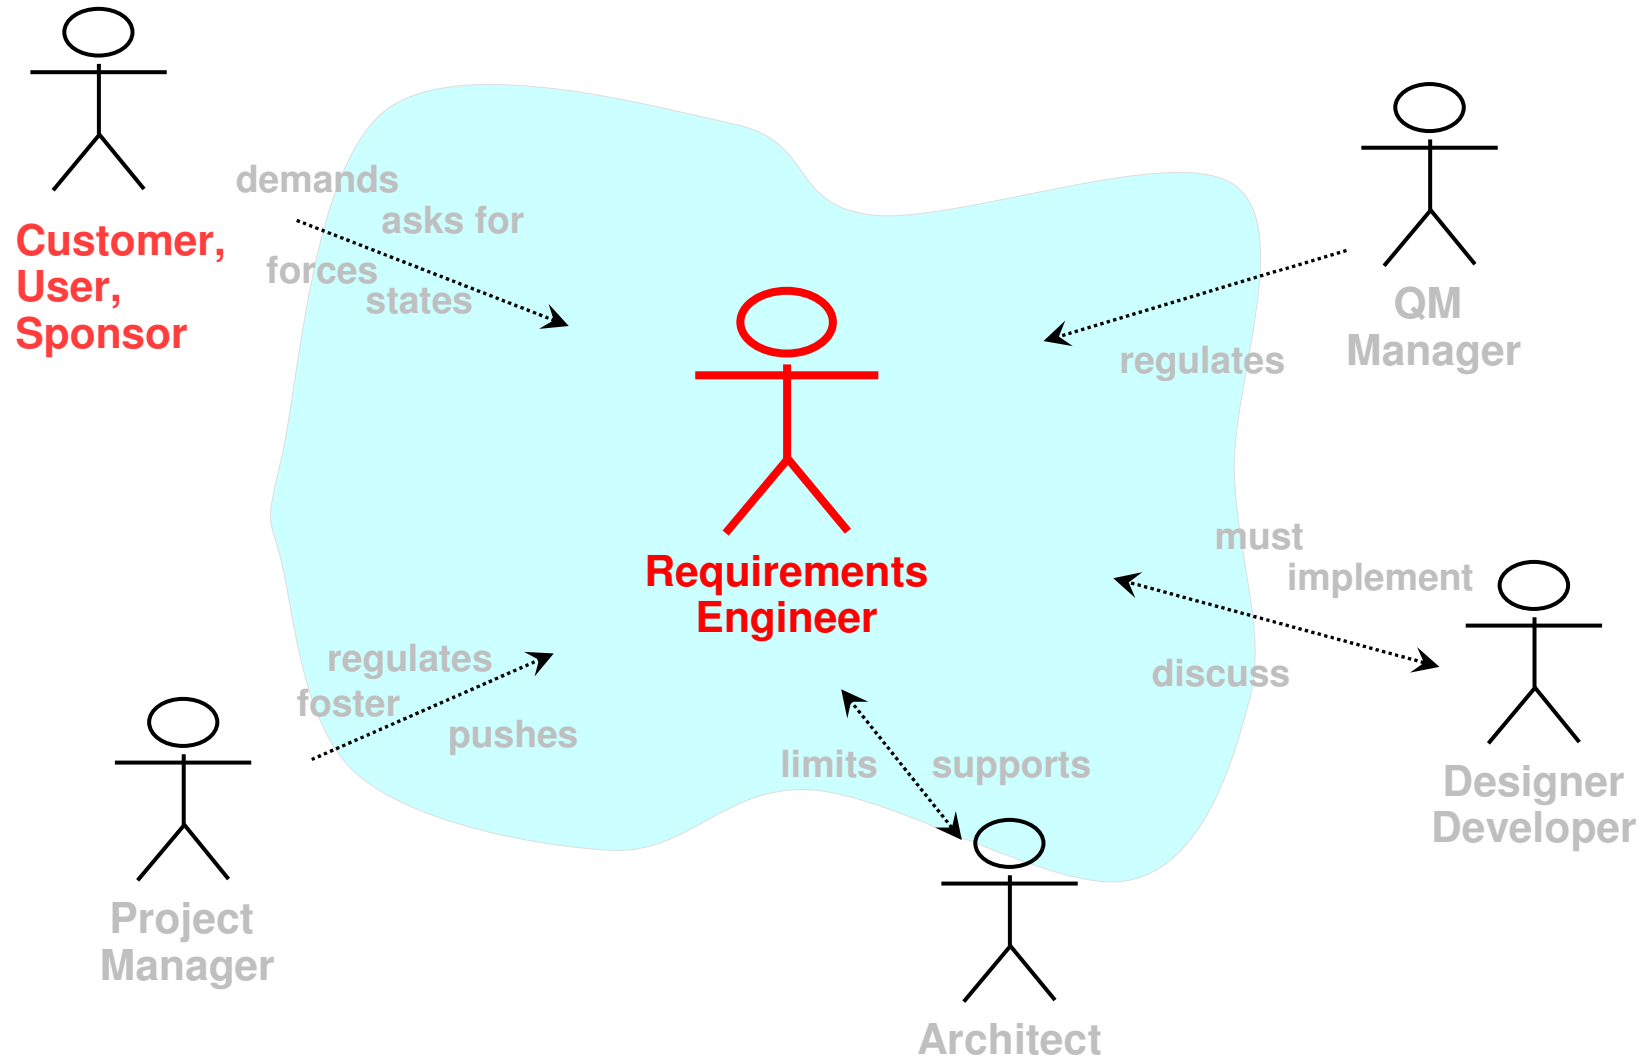 demands
asks for
Customer,
User,
Sponsor
forces
states
QM
Manager
regulates
Requirements
Engineer
must
implement
discuss
Designer
Developer
regulates
foster
pushes
Project
Manager
limits
supports
Architect